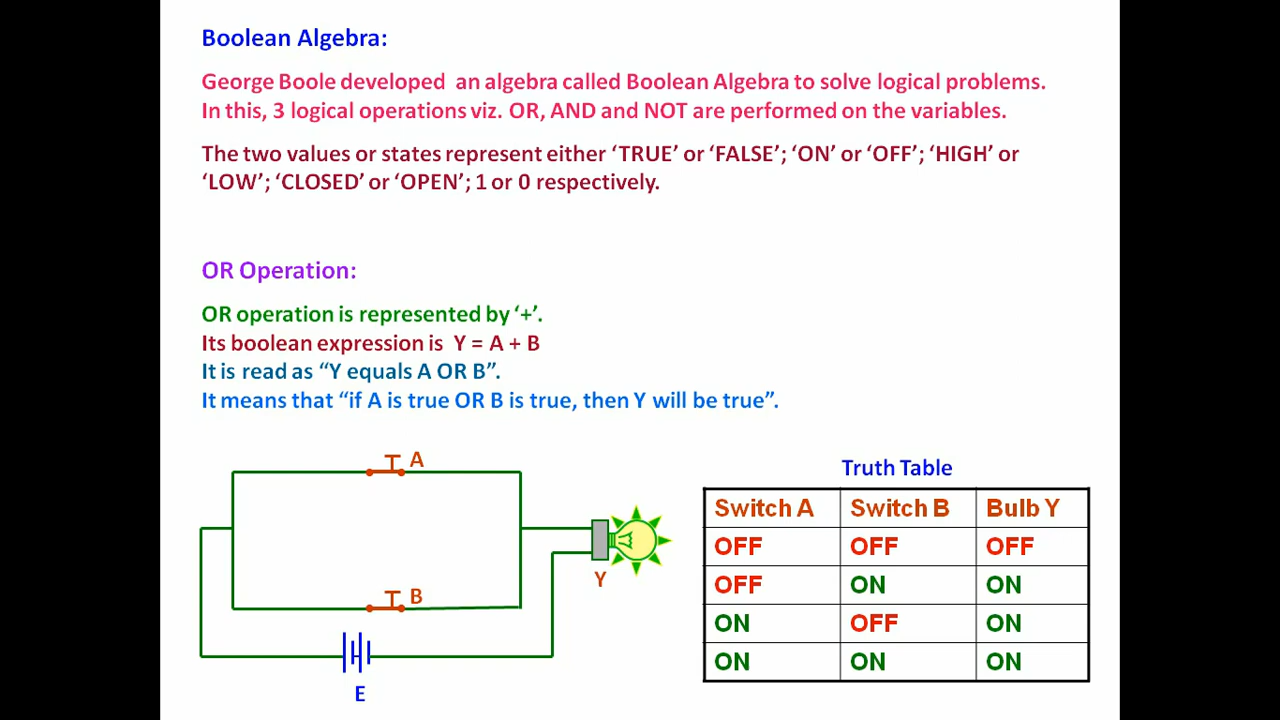 Boolean Algebra:
George Boole developed an algebra called Boolean Algebra to solve logical problems.
In this, 3 logical operations viz. OR, AND and NOT are performed on the variables.
The two values or states represent either ‘TRUE’ or ‘FALSE’; ‘ON’ or ‘OFF’; ‘HIGH’ or
‘LOW’; ‘CLOSED’ or ‘OPEN’; 1 or 0 respectively.
OR Operation:
OR operation is represented by ‘+’.
Its boolean expression is Y = A + B
It is read as “Y equals A OR B”.
It means that “if A is true OR B is true, then Y will be true”.
A
B
Y
E
Truth Table
Switch A Switch B Bulb Y
OFF OFF OFF
OFF ON ON
ON OFF ON
ON ON ON